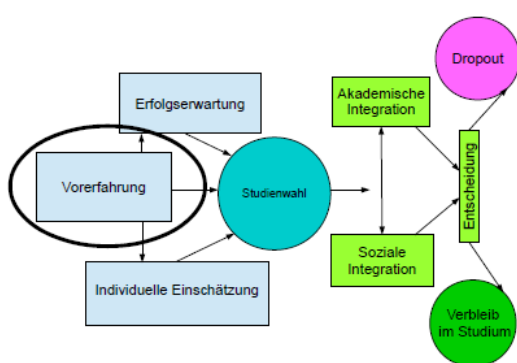 Erfolgserwartung
Vorerfahrung
Individuelle Einschätzung
Studienwahl
Akademische
Integration
Soziale
Integration
Entscheidung
Dropout
Verbleib
im Studium